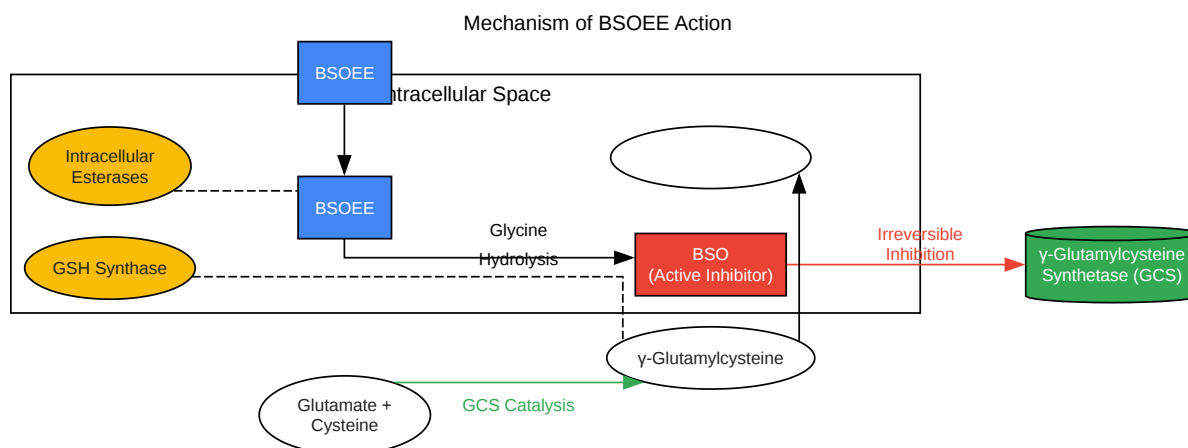 Mechanism of BSOEE Action
BSOEE
ntracellular Space
Intracellular
Esterases
BSOEE
Glycine
Hydrolysis
GSH Synthase
BSO
(Active Inhibitor)
Irreversible
Inhibition
γ-Glutamylcysteine
Synthetase (GCS)
γ-Glutamylcysteine
GCS Catalysis
Glutamate +
Cysteine